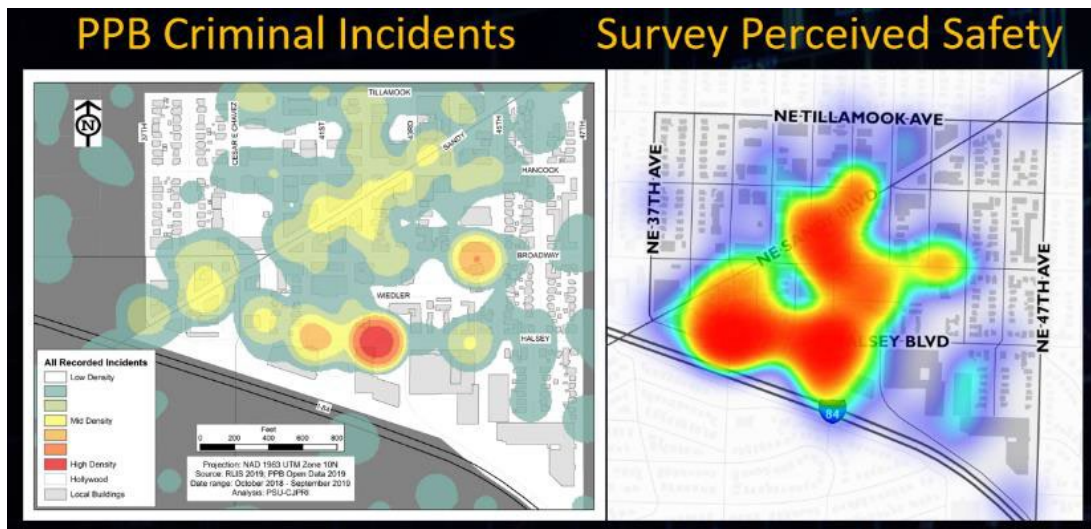 PPB Criminal Incidents
Survey Perceived Safety
TILLAMOOK
37TH
CESAR E CHAVEZ
41ST
43RD
SANDY
45TH
47TH
HANCOCK
BROADWAY
WIEDLER
HALSEY
I 84
N
All Recorded Incidents
Low Density
Mid Density
High Density
Hollywood
Local Buildings
Feet
0 200 400 600 800
Projection: NAD 1983 UTM Zone 10N
Source: RLIS 2019; PPB Open Data 2019
Date range: October 2018 - September 2019
Analysis: PSU-CJPRI
NE TILLAMOOK AVE
NE 37TH AVE
NE SANDY BLVD
NE 47TH AVE
ALSEY BLVD
84